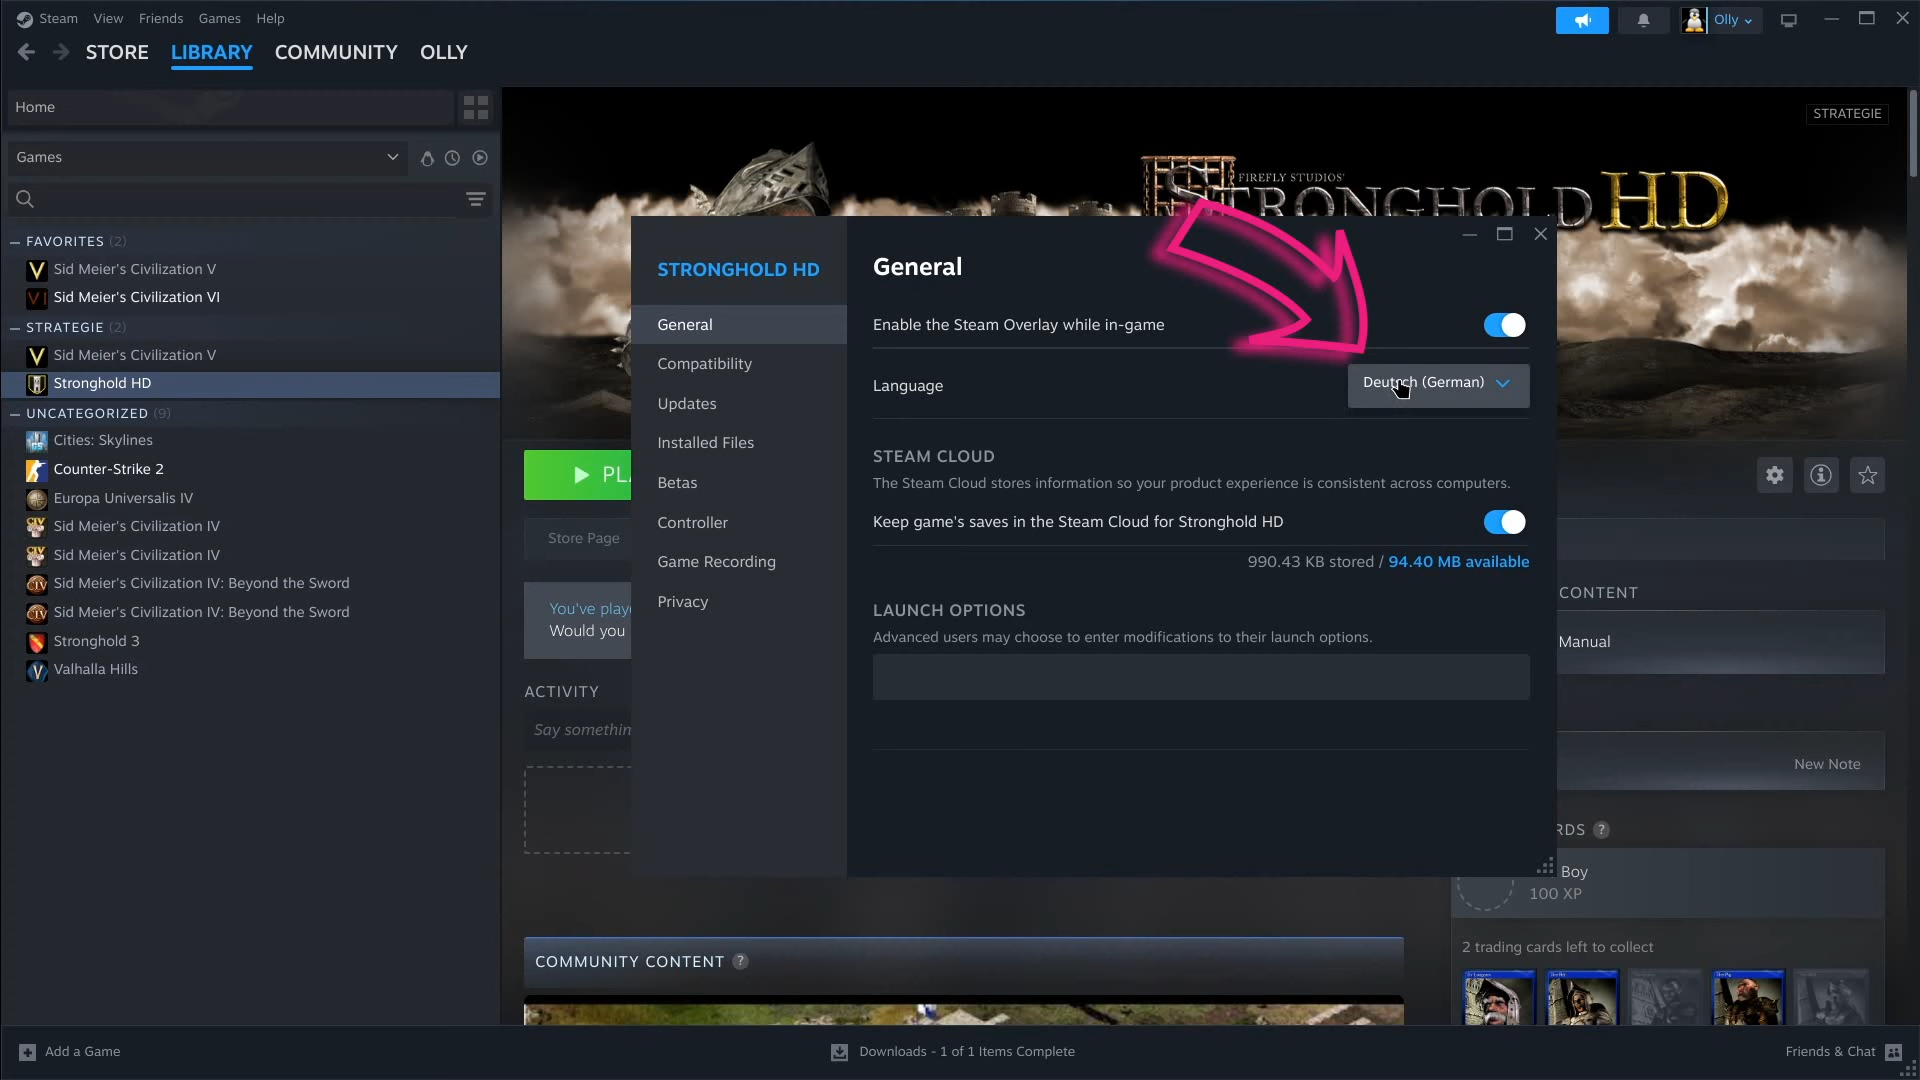 Steam View Friends Games Help
Olly
STORE LIBRARY COMMUNITY OLLY
Home
Games
FAVORITES (2)
Sid Meier's Civilization V
Sid Meier's Civilization VI
STRATEGIE (2)
Sid Meier's Civilization V
Stronghold HD
UNCATEGORIZED (9)
Cities: Skylines
Counter-Strike 2
Europa Universalis IV
Sid Meier's Civilization IV
Sid Meier's Civilization IV
Sid Meier's Civilization IV: Beyond the Sword
Sid Meier's Civilization IV: Beyond the Sword
Stronghold 3
Valhalla Hills
STRATEGIE
FIREFLY STUDIOS'
STRONGHOLD HD
STRONGHOLD HD
General
Compatibility
Updates
Installed Files
Betas
Controller
Game Recording
Privacy
General
Enable the Steam Overlay while in-game
Language
Deutsch (German)
STEAM CLOUD
The Steam Cloud stores information so your product experience is consistent across computers.
Keep game's saves in the Steam Cloud for Stronghold HD
990.43 KB stored / 94.40 MB available
LAUNCH OPTIONS
Advanced users may choose to enter modifications to their launch options.
PL
Store Page
You've play
Would you
ACTIVITY
Say somethin
COMMUNITY CONTENT ?
CONTENT
Manual
New Note
RDS ?
Boy
100 XP
2 trading cards left to collect
Add a Game
Downloads - 1 of 1 Items Complete
Friends & Chat